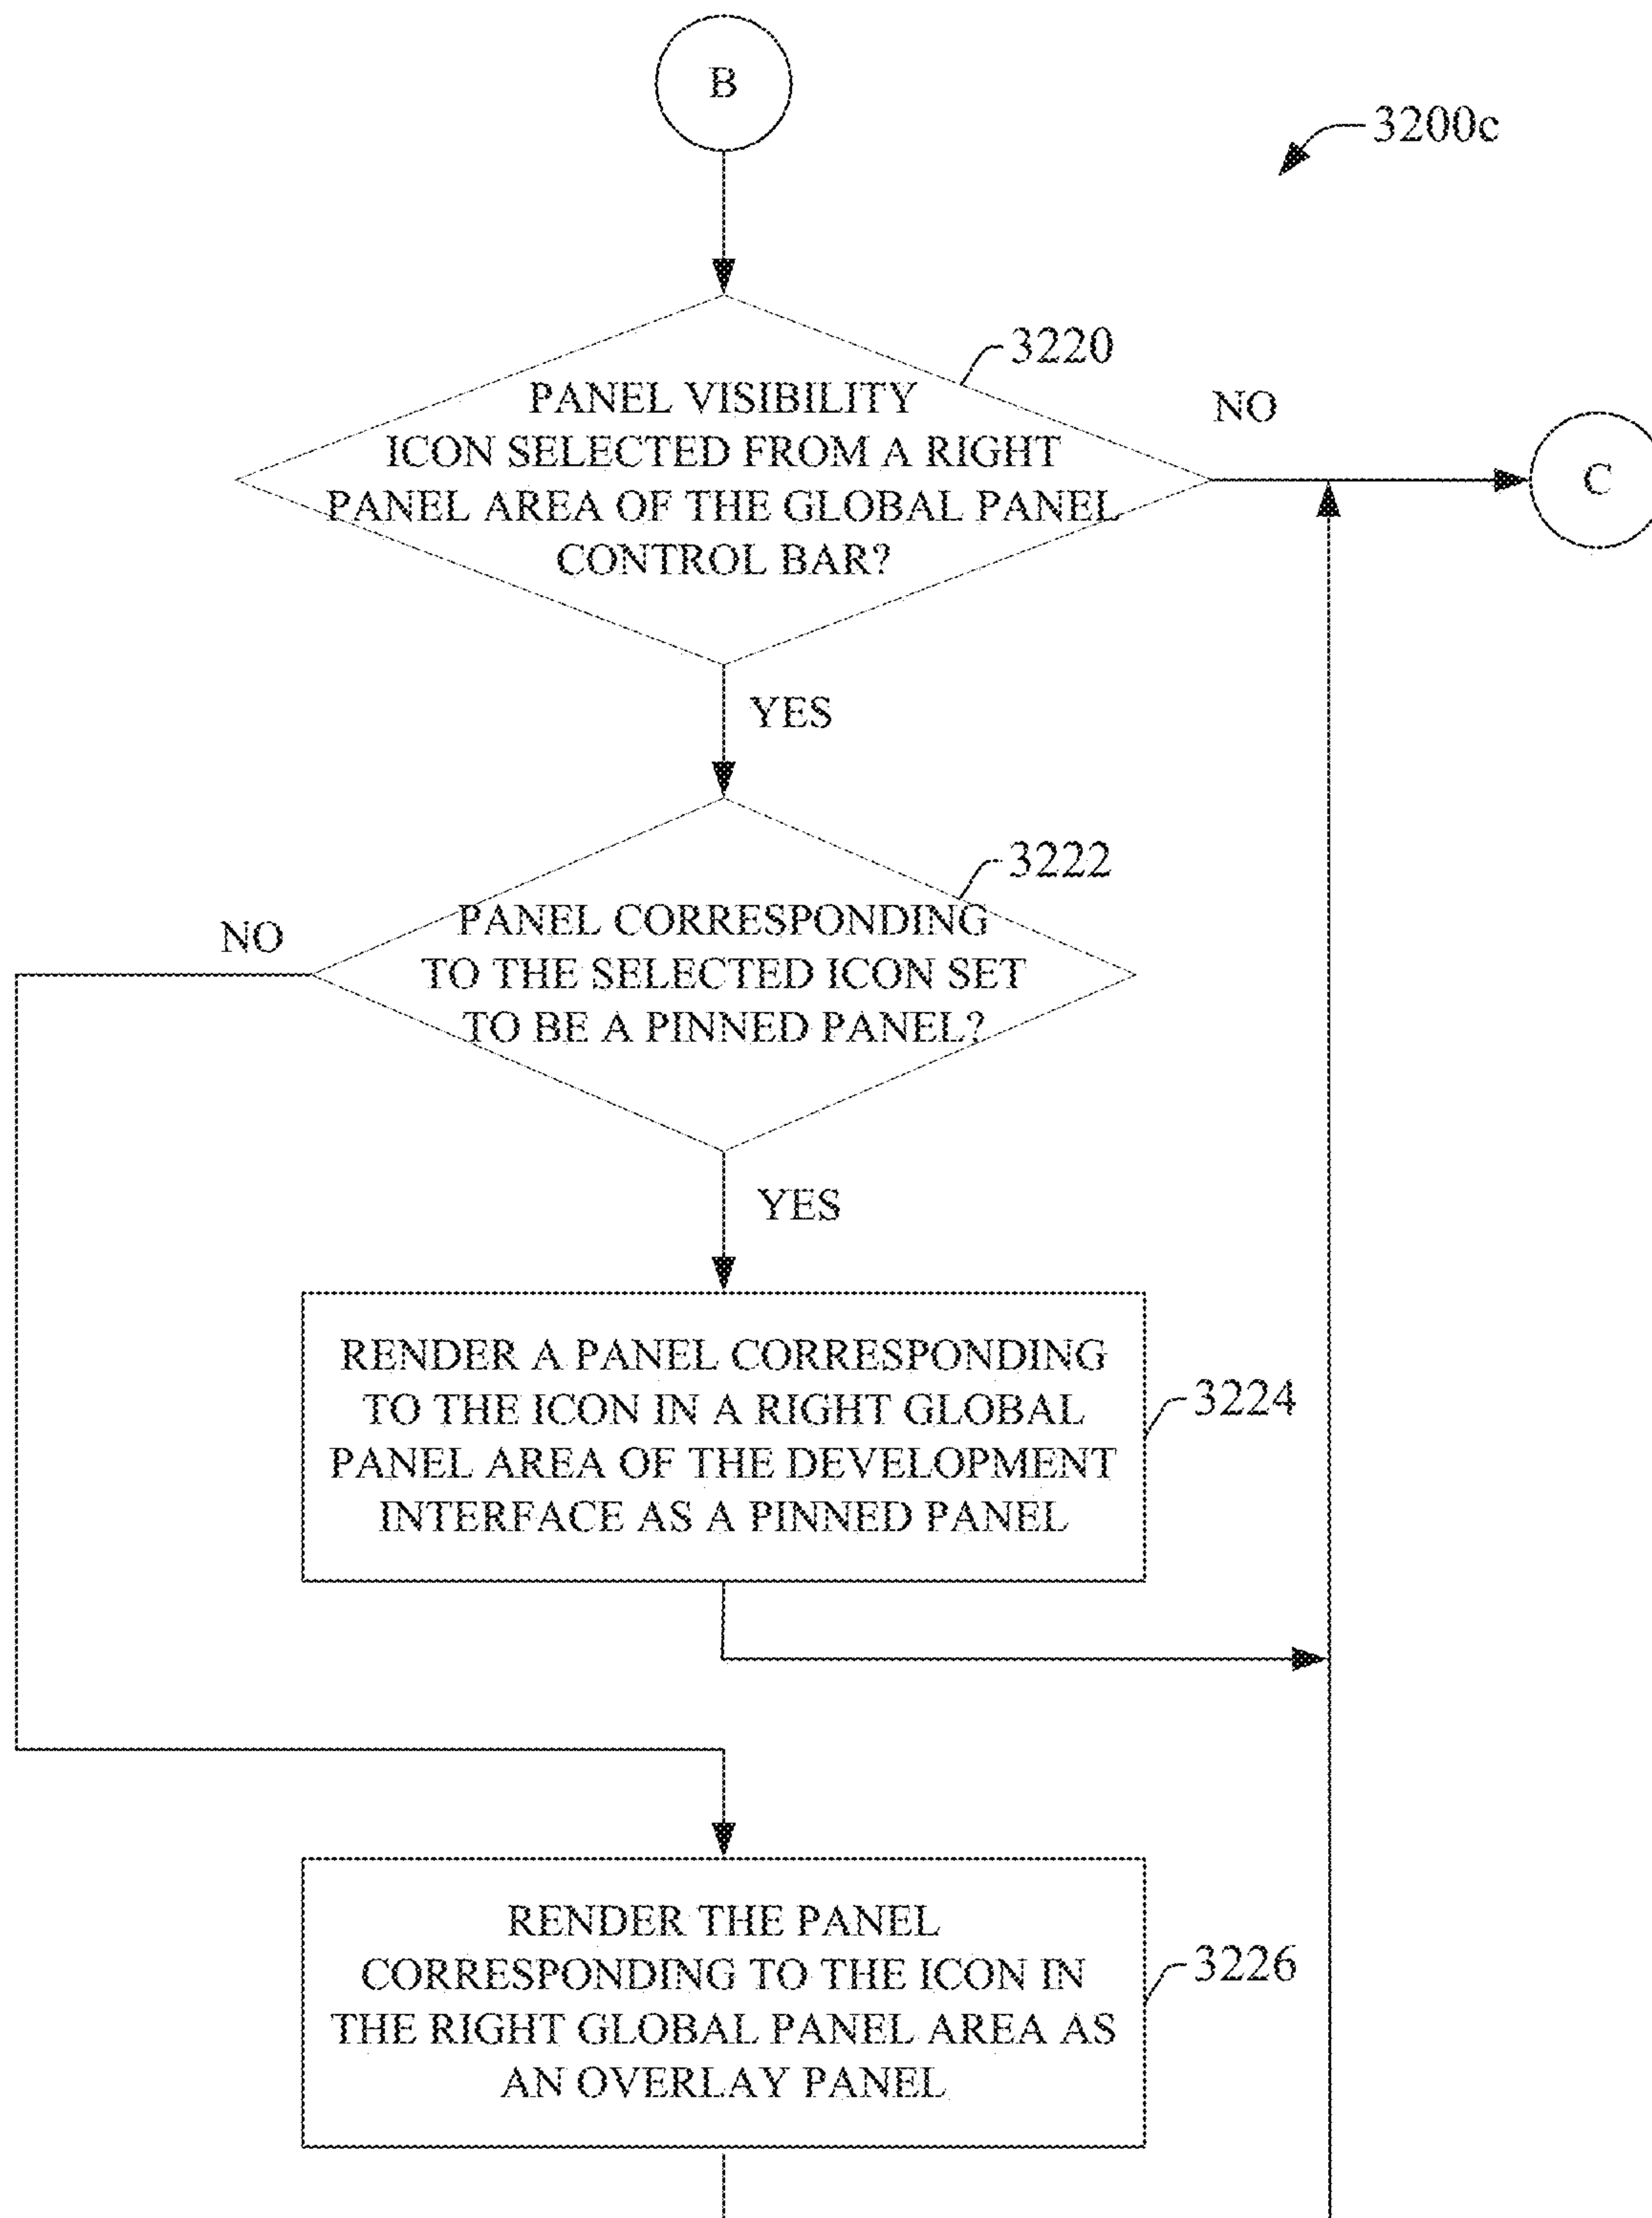 B
3200c
3220
PANEL VISIBILITY
ICON SELECTED FROM A RIGHT
PANEL AREA OF THE GLOBAL PANEL
CONTROL BAR?
NO
C
YES
3222
NO
PANEL CORRESPONDING
TO THE SELECTED ICON SET
TO BE A PINNED PANEL?
YES
RENDER A PANEL CORRESPONDING
TO THE ICON IN A RIGHT GLOBAL
PANEL AREA OF THE DEVELOPMENT
INTERFACE AS A PINNED PANEL
3224
RENDER THE PANEL
CORRESPONDING TO THE ICON IN
THE RIGHT GLOBAL PANEL AREA AS
AN OVERLAY PANEL
3226